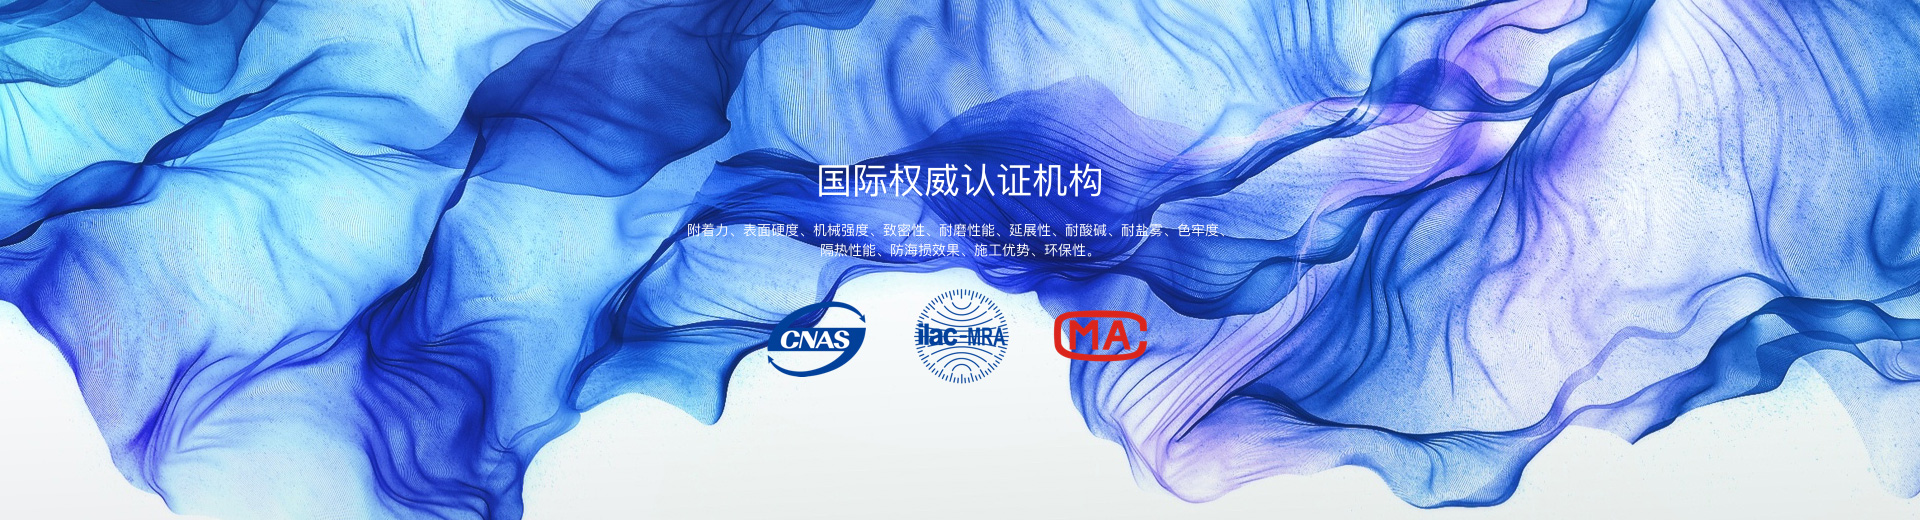 国际权威认证机构
附着力、表面硬度、机械强度、致密性、耐磨性能、延展性、耐酸碱、耐盐雾、色牢度、
隔热性能、防海损效果、施工优势、环保性。
CNAS
ilac-MRA
MA